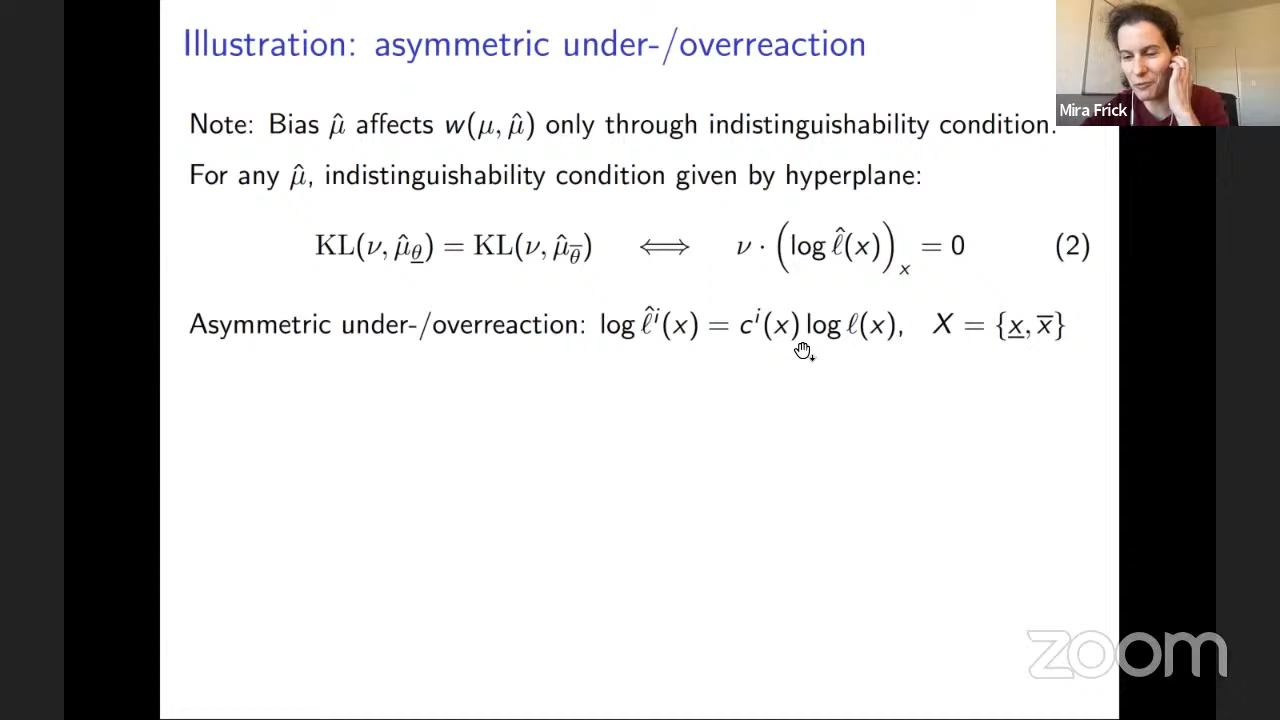 Illustration: asymmetric under-/overreaction
Mira Frick
Note: Bias μ̂ affects w(μ, μ̂) only through indistinguishability condition.
For any μ̂, indistinguishability condition given by hyperplane:
KL(ν, μ̂_θ̲) = KL(ν, μ̂_θ̅) ⟺ ν · (log ℓ̂(x))_x = 0 (2)
Asymmetric under-/overreaction: log ℓ̂ⁱ(x) = cⁱ(x) log ℓ(x), X = {x̲, x̅}
zoom